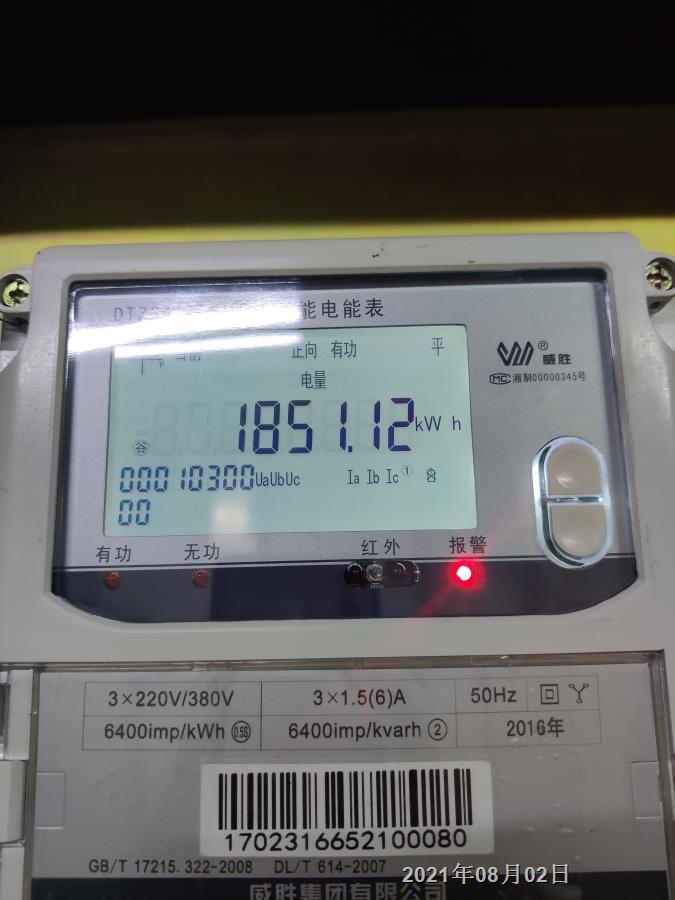 能电能表
正向 有功 平
电量
威胜®
MC 湘制00000345号
谷
1851.12 kW h
00010300 UaUbUc Ia Ib Ic ① 8
00
有功 无功 红外 报警
3×220V/380V 3×1.5(6)A 50Hz
6400imp/kWh 0.5S 6400imp/kvarh ② 2016年
1702316652100080
GB/T 17215.322-2008 DL/T 614-2007
威胜集团有限公司
2021年08月02日